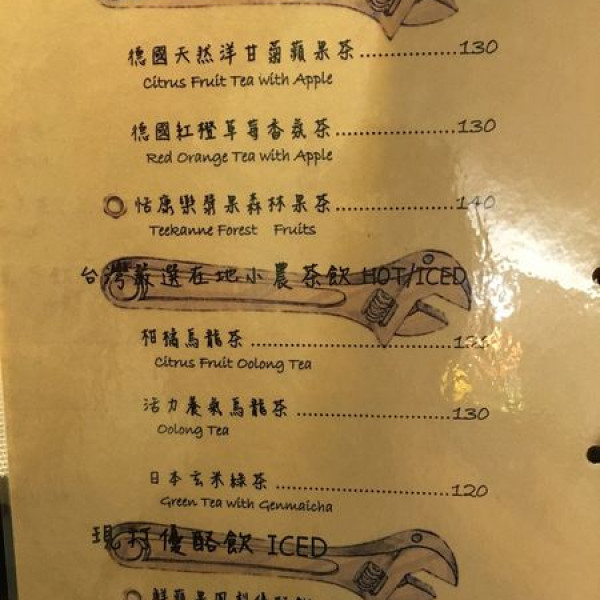 德國天然洋甘菊蘋果茶................130
Citrus Fruit Tea with Apple
德國紅橙草莓香氛茶....................130
Red Orange Tea with Apple
恬康樂漿果森林果茶....................140
Teekanne Forest Fruits
台灣嚴選在地小農茶飲 HOT/ICED
柑橘烏龍茶
Citrus Fruit Oolong Tea
活力養氣烏龍茶..........................130
Oolong Tea
日本玄米綠茶..............................120
Green Tea with Genmaicha
現打優酪飲 ICED
鮮蘋果